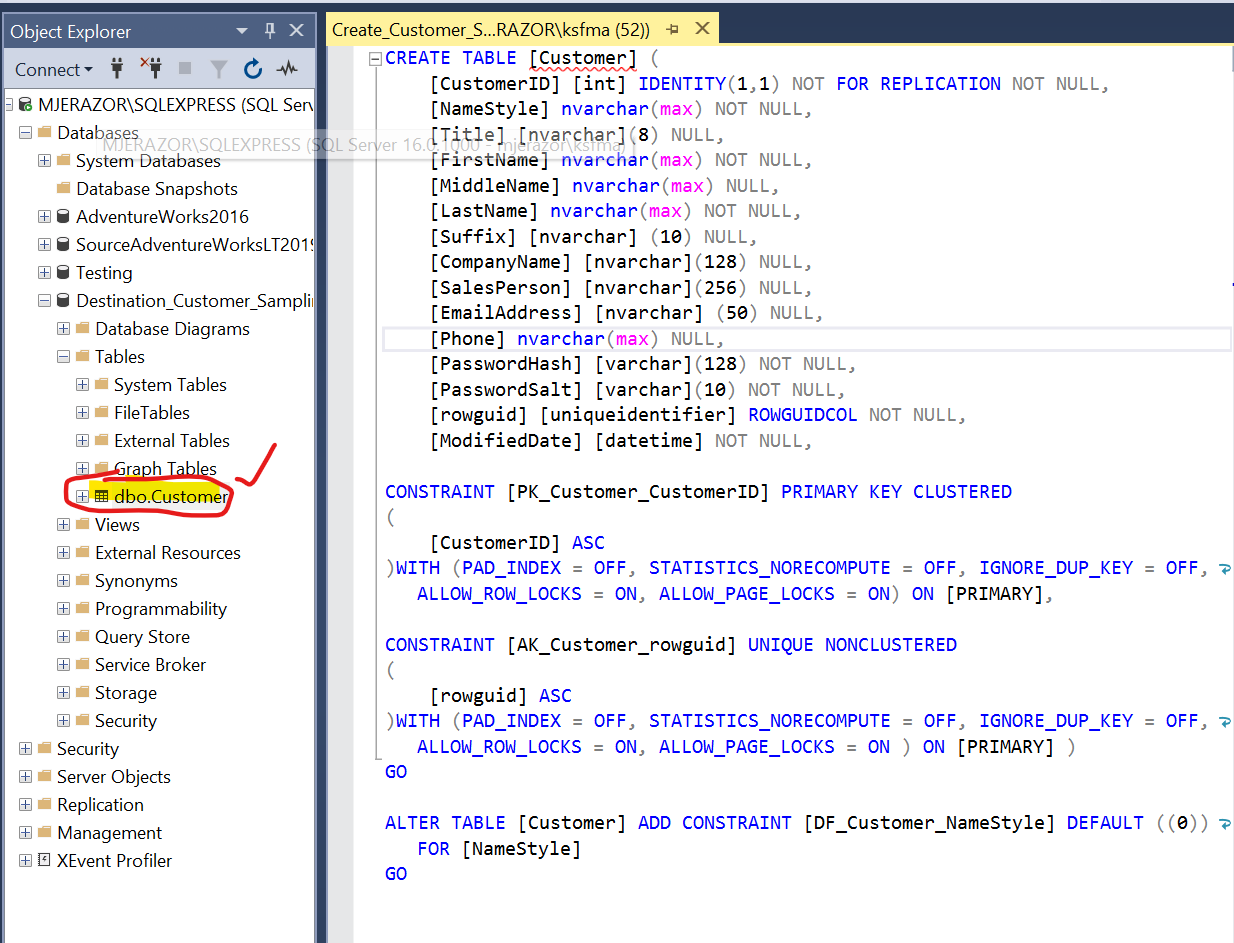 Object Explorer
Connect
MJERAZOR\SQLEXPRESS (SQL Serv
Databases
System Databases
Database Snapshots
AdventureWorks2016
SourceAdventureWorksLT2019
Testing
Destination_Customer_Samplin
Database Diagrams
Tables
System Tables
FileTables
External Tables
Graph Tables
dbo.Customer
Views
External Resources
Synonyms
Programmability
Query Store
Service Broker
Storage
Security
Security
Server Objects
Replication
Management
XEvent Profiler
MJERAZOR\SQLEXPRESS (SQL Server 16.0.1000 - mjerazor\ksfma)
Create_Customer_S...RAZOR\ksfma (52))
CREATE TABLE [Customer] (
[CustomerID] [int] IDENTITY(1,1) NOT FOR REPLICATION NOT NULL,
[NameStyle] nvarchar(max) NOT NULL,
[Title] [nvarchar](8) NULL,
[FirstName] nvarchar(max) NOT NULL,
[MiddleName] nvarchar(max) NULL,
[LastName] nvarchar(max) NOT NULL,
[Suffix] [nvarchar] (10) NULL,
[CompanyName] [nvarchar](128) NULL,
[SalesPerson] [nvarchar](256) NULL,
[EmailAddress] [nvarchar] (50) NULL,
[Phone] nvarchar(max) NULL,
[PasswordHash] [varchar](128) NOT NULL,
[PasswordSalt] [varchar](10) NOT NULL,
[rowguid] [uniqueidentifier] ROWGUIDCOL NOT NULL,
[ModifiedDate] [datetime] NOT NULL,
CONSTRAINT [PK_Customer_CustomerID] PRIMARY KEY CLUSTERED
(
[CustomerID] ASC
)WITH (PAD_INDEX = OFF, STATISTICS_NORECOMPUTE = OFF, IGNORE_DUP_KEY = OFF,
ALLOW_ROW_LOCKS = ON, ALLOW_PAGE_LOCKS = ON) ON [PRIMARY],
CONSTRAINT [AK_Customer_rowguid] UNIQUE NONCLUSTERED
(
[rowguid] ASC
)WITH (PAD_INDEX = OFF, STATISTICS_NORECOMPUTE = OFF, IGNORE_DUP_KEY = OFF,
ALLOW_ROW_LOCKS = ON, ALLOW_PAGE_LOCKS = ON ) ON [PRIMARY] )
GO
ALTER TABLE [Customer] ADD CONSTRAINT [DF_Customer_NameStyle] DEFAULT ((0))
FOR [NameStyle]
GO